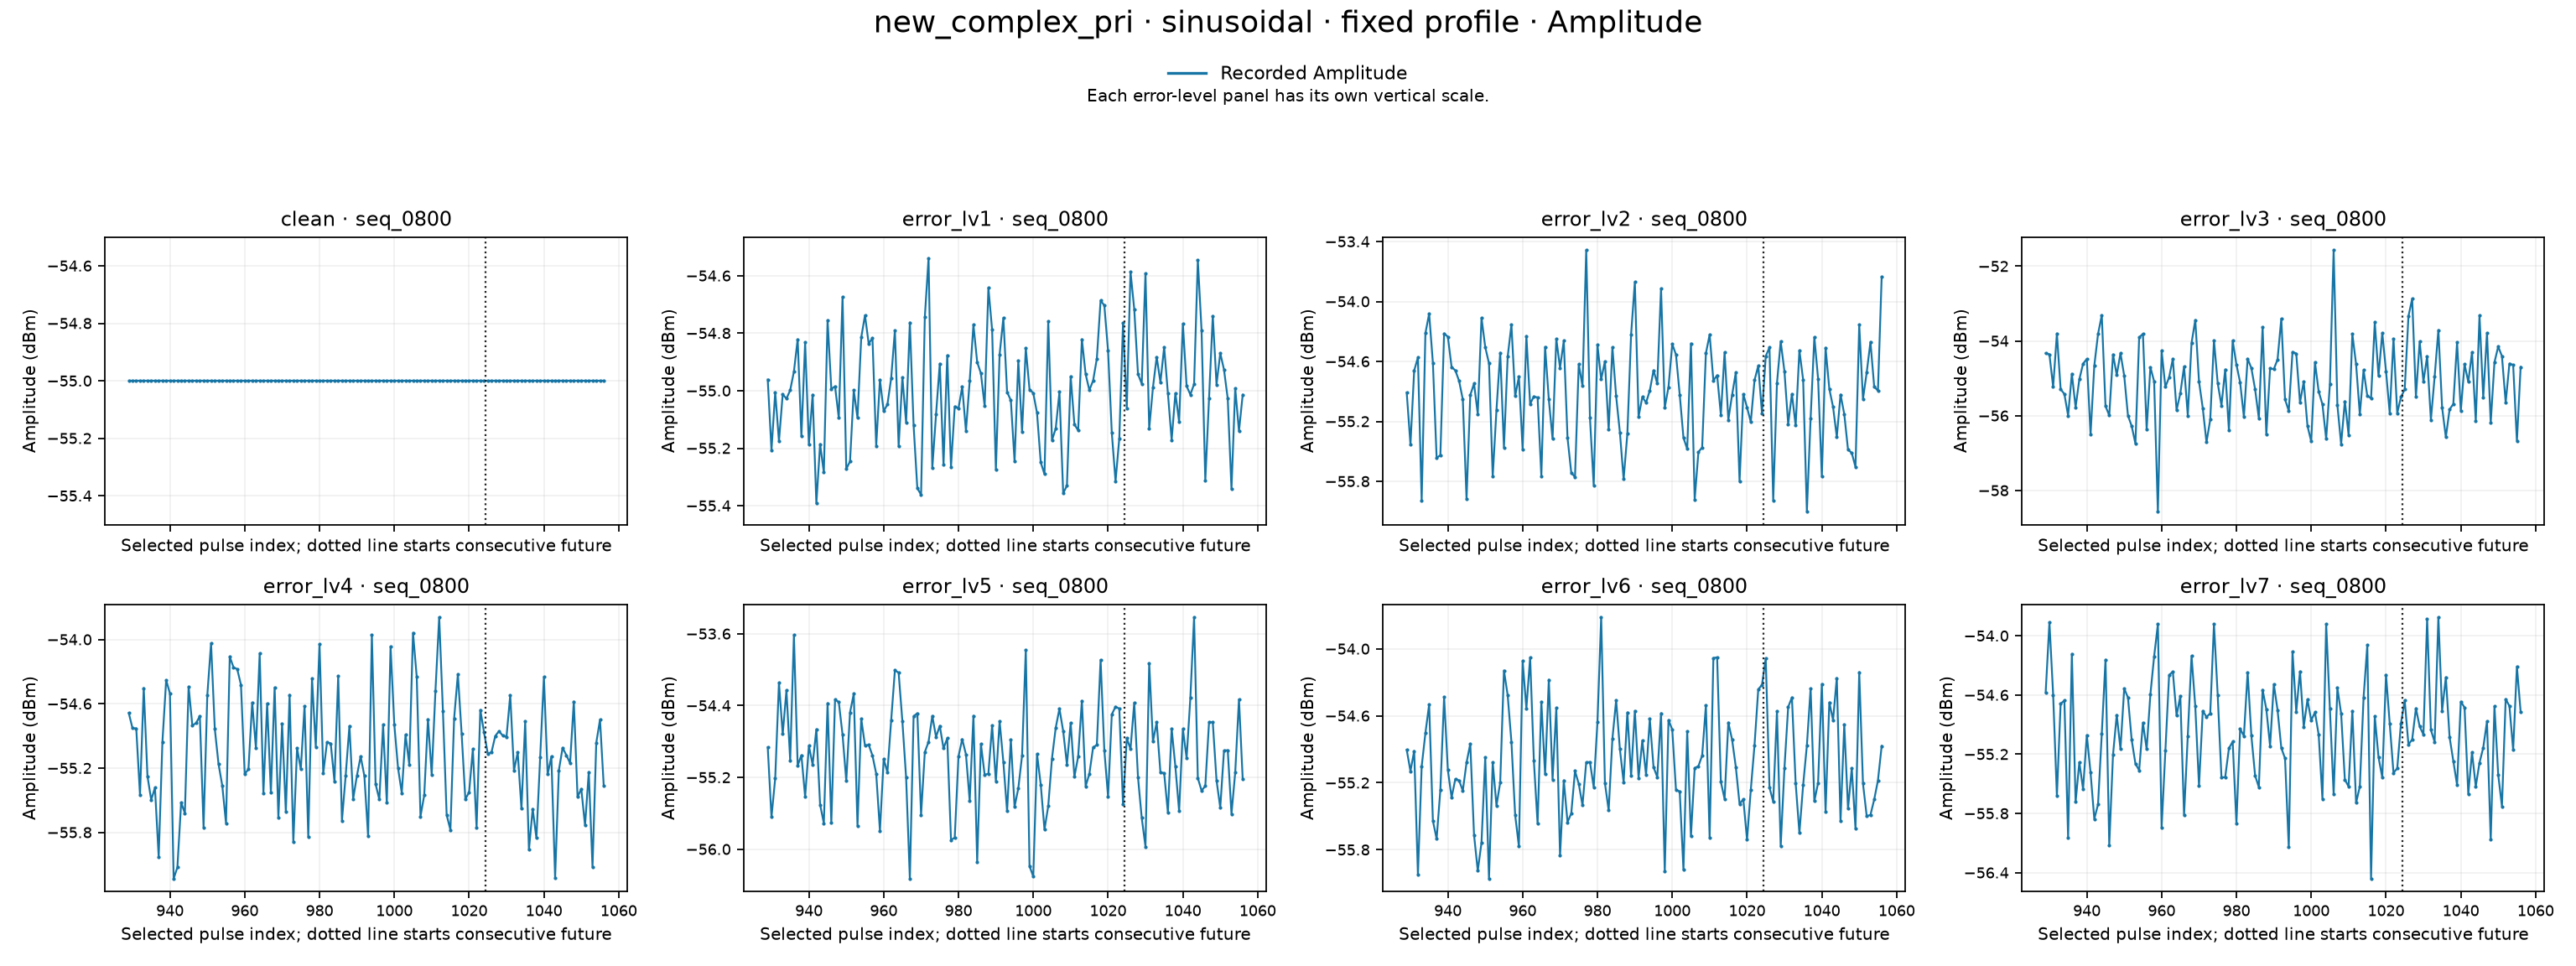 new_complex_pri · sinusoidal · fixed profile · Amplitude
Recorded Amplitude
Each error-level panel has its own vertical scale.
clean · seq_0800
−54.6
−54.8
−55.0
−55.2
−55.4
Amplitude (dBm)
Selected pulse index; dotted line starts consecutive future
error_lv1 · seq_0800
−54.6
−54.8
−55.0
−55.2
−55.4
Amplitude (dBm)
Selected pulse index; dotted line starts consecutive future
error_lv2 · seq_0800
−53.4
−54.0
−54.6
−55.2
−55.8
Amplitude (dBm)
Selected pulse index; dotted line starts consecutive future
error_lv3 · seq_0800
−52
−54
−56
−58
Amplitude (dBm)
Selected pulse index; dotted line starts consecutive future
error_lv4 · seq_0800
−54.0
−54.6
−55.2
−55.8
Amplitude (dBm)
940 960 980 1000 1020 1040 1060
Selected pulse index; dotted line starts consecutive future
error_lv5 · seq_0800
−53.6
−54.4
−55.2
−56.0
Amplitude (dBm)
940 960 980 1000 1020 1040 1060
Selected pulse index; dotted line starts consecutive future
error_lv6 · seq_0800
−54.0
−54.6
−55.2
−55.8
Amplitude (dBm)
940 960 980 1000 1020 1040 1060
Selected pulse index; dotted line starts consecutive future
error_lv7 · seq_0800
−54.0
−54.6
−55.2
−55.8
−56.4
Amplitude (dBm)
940 960 980 1000 1020 1040 1060
Selected pulse index; dotted line starts consecutive future